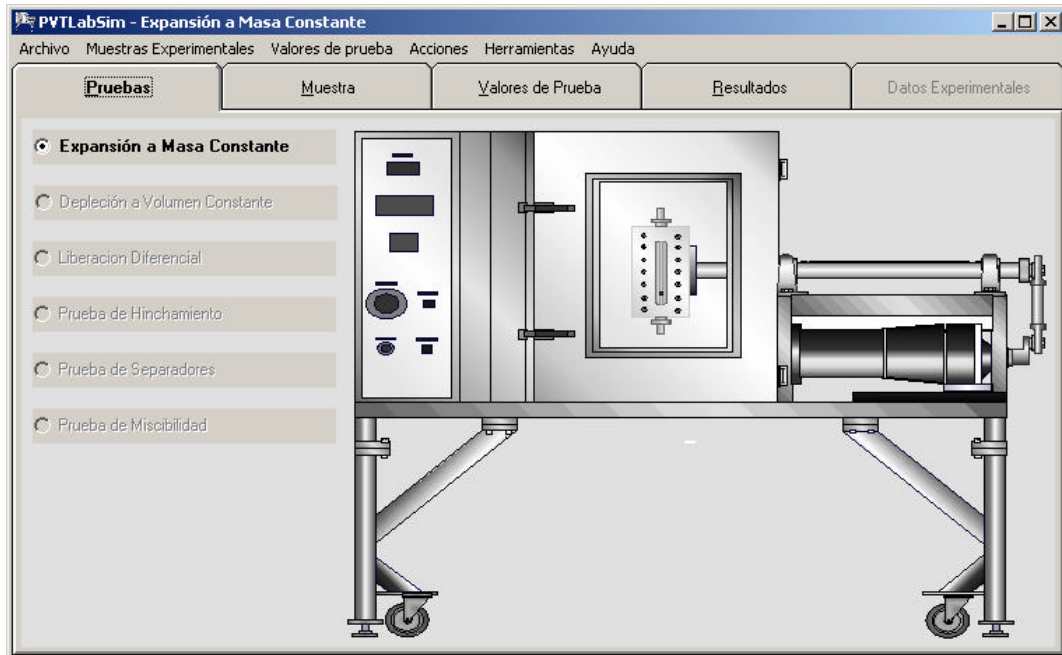 PVTLabSim - Expansión a Masa Constante
Archivo Muestras Experimentales Valores de prueba Acciones Herramientas Ayuda
Pruebas Muestra Valores de Prueba Resultados Datos Experimentales
Expansión a Masa Constante
Depleción a Volumen Constante
Liberacion Diferencial
Prueba de Hinchamiento
Prueba de Separadores
Prueba de Miscibilidad